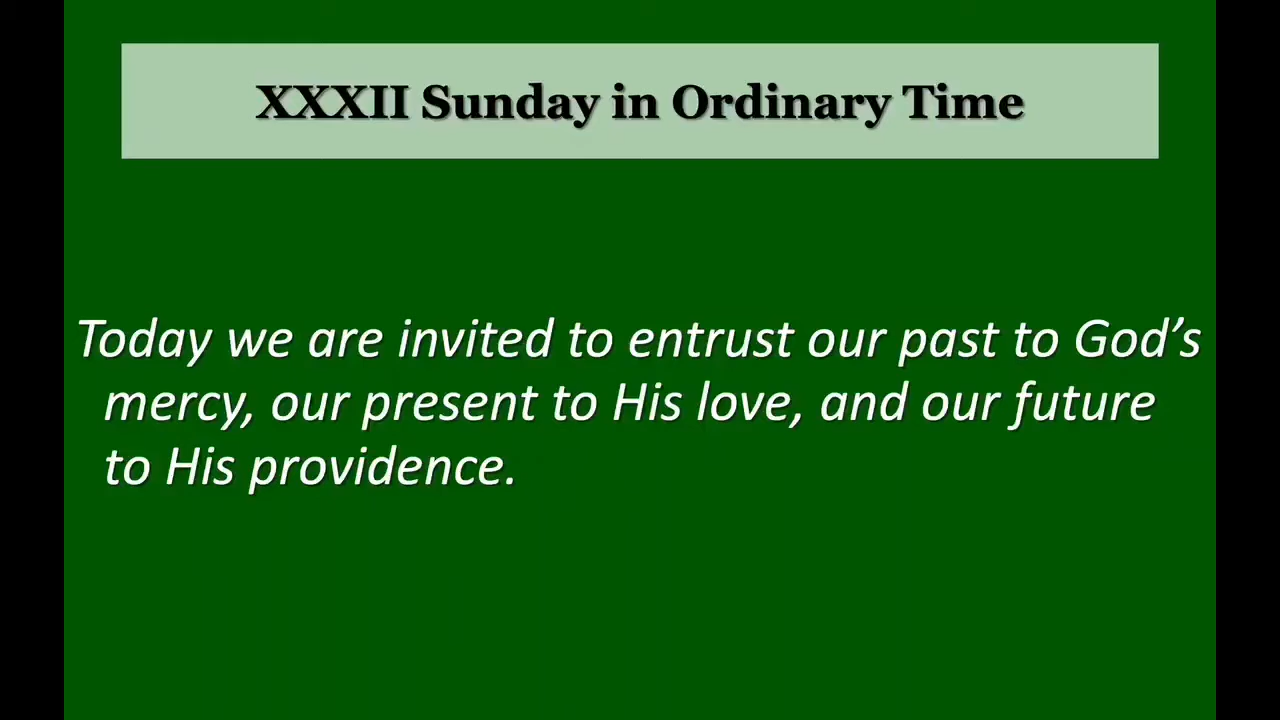 XXXII Sunday in Ordinary Time
Today we are invited to entrust our past to God’s
mercy, our present to His love, and our future
to His providence.